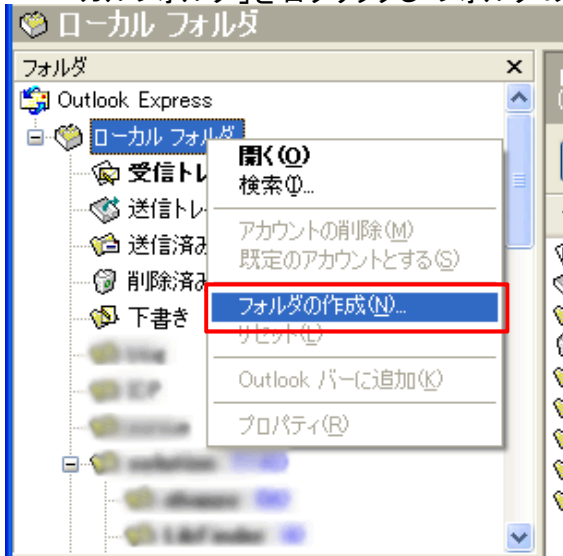 ローカル フォルダ
フォルダ
Outlook Express
ローカル フォルダ
受信トレ
送信トレ
送信済み
削除済み
下書き
開く(O)
検索(I)...
アカウントの削除(M)
既定のアカウントとする(S)
フォルダの作成(N)...
リセット(L)
Outlook バーに追加(K)
プロパティ(R)